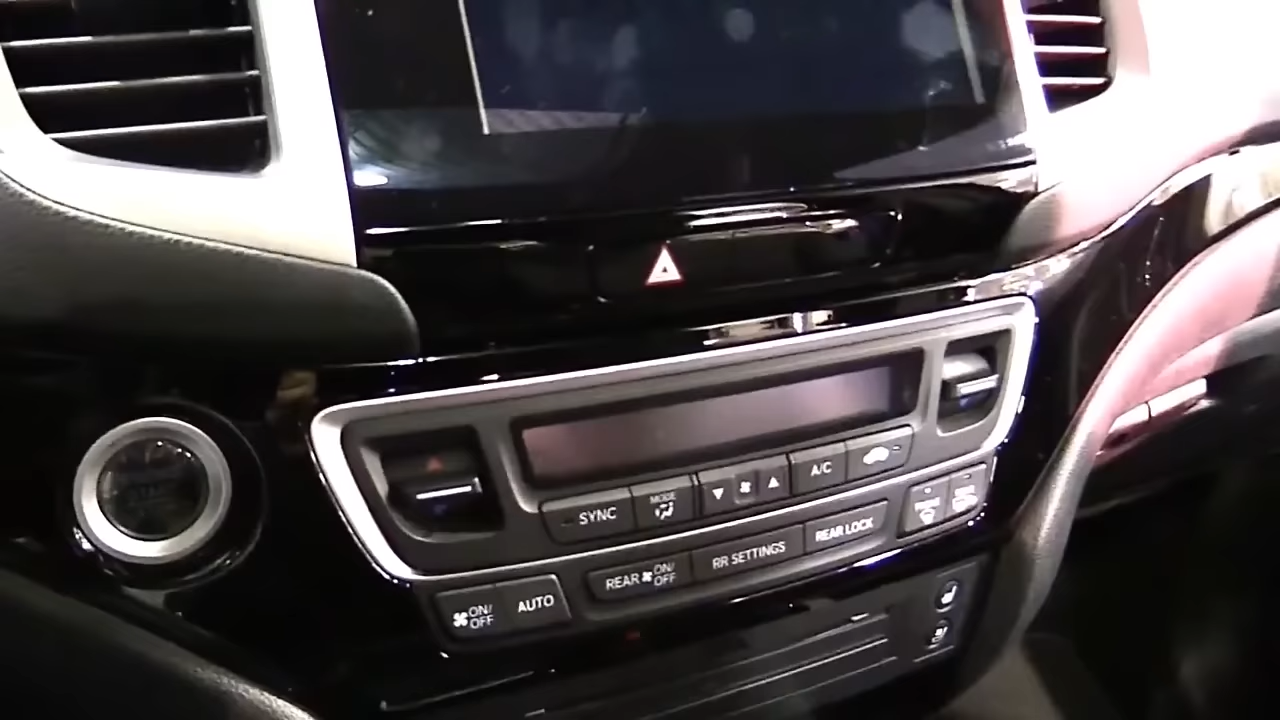 A/C
MODE
SYNC
REAR LOCK
RR SETTINGS
REAR ON/OFF
ON/OFF
AUTO